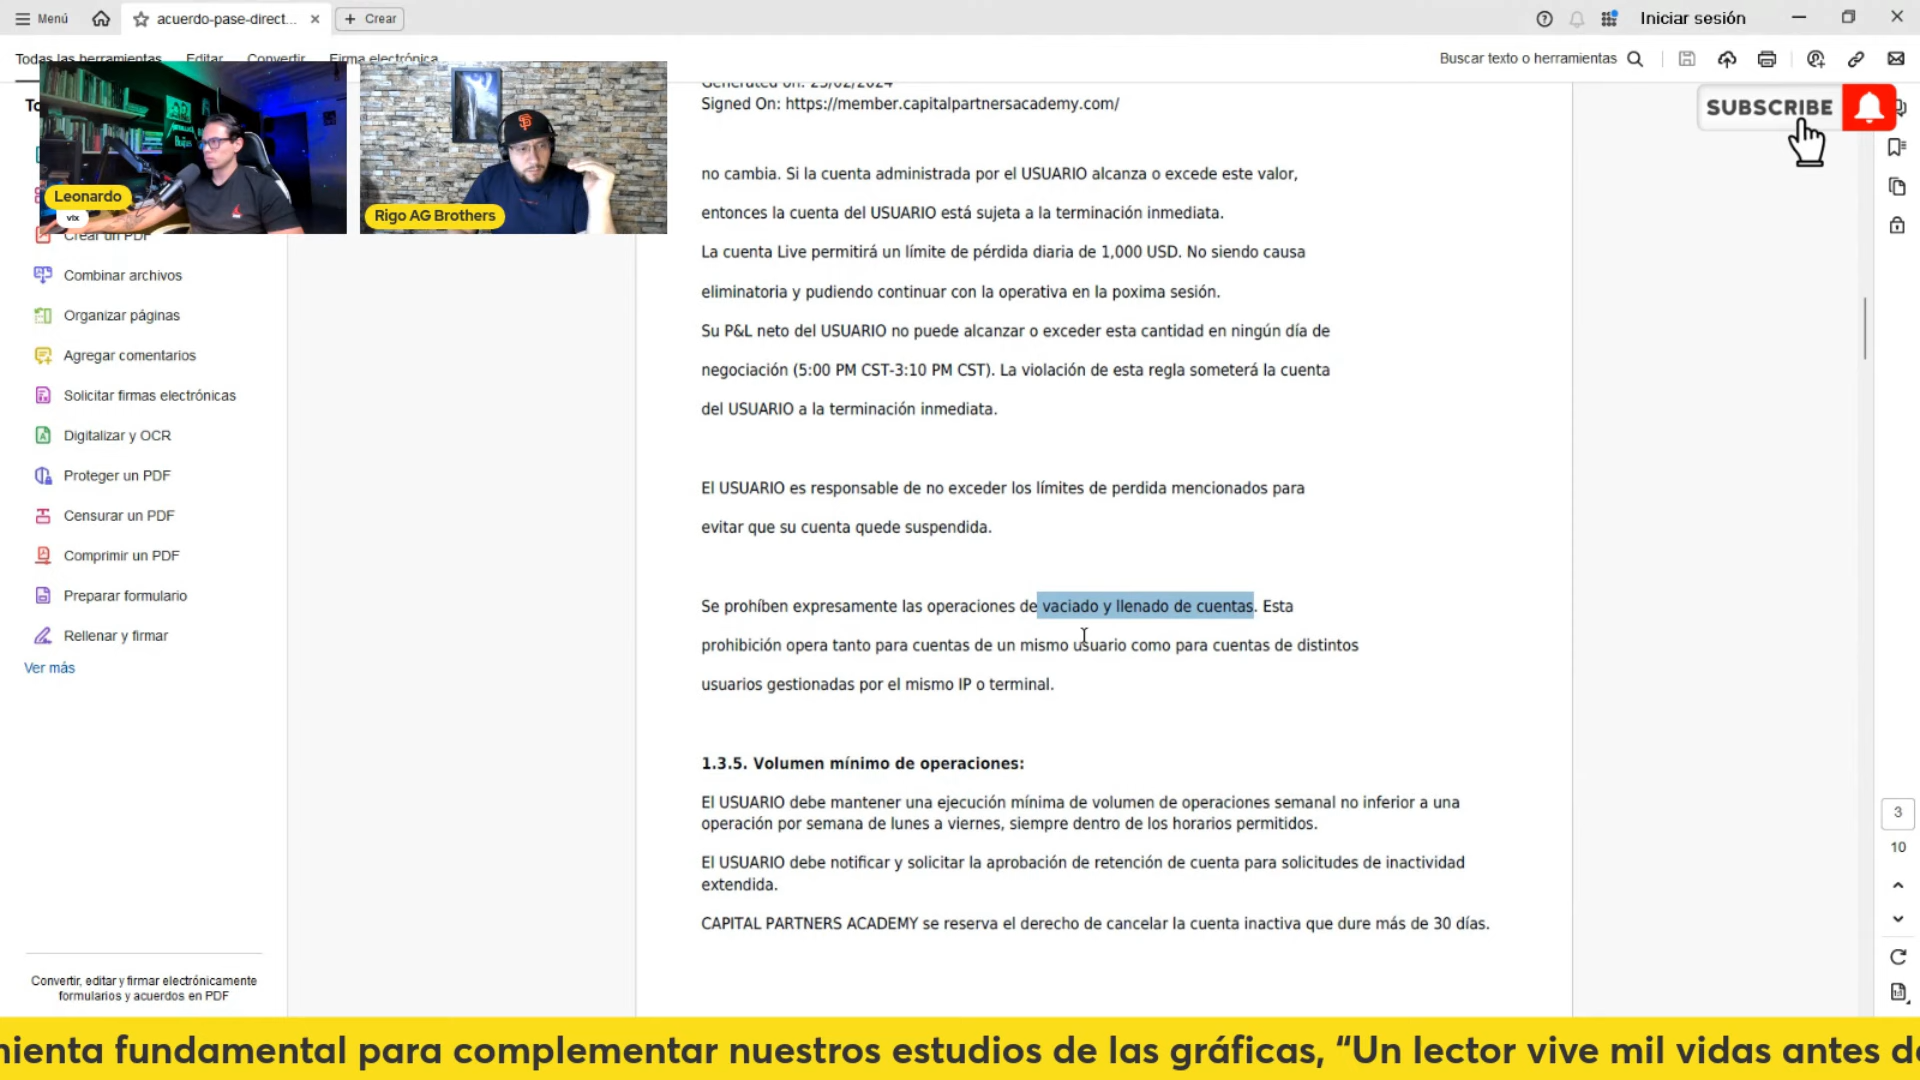 Menú
acuerdo-pase-direct...
Crear
Iniciar sesión
Todas las herramientas
Editar
Convertir
Firma electrónica
Buscar texto o herramientas
SUBSCRIBE
Leonardo
vix
Rigo AG Brothers
Crear un PDF
Combinar archivos
Organizar páginas
Agregar comentarios
Solicitar firmas electrónicas
Digitalizar y OCR
Proteger un PDF
Censurar un PDF
Comprimir un PDF
Preparar formulario
Rellenar y firmar
Ver más
Convertir, editar y firmar electrónicamente
formularios y acuerdos en PDF
Generated on: 23/02/2024
Signed On: https://member.capitalpartnersacademy.com/
no cambia. Si la cuenta administrada por el USUARIO alcanza o excede este valor,
entonces la cuenta del USUARIO está sujeta a la terminación inmediata.
La cuenta Live permitirá un límite de pérdida diaria de 1,000 USD. No siendo causa
eliminatoria y pudiendo continuar con la operativa en la poxima sesión.
Su P&L neto del USUARIO no puede alcanzar o exceder esta cantidad en ningún día de
negociación (5:00 PM CST-3:10 PM CST). La violación de esta regla someterá la cuenta
del USUARIO a la terminación inmediata.
El USUARIO es responsable de no exceder los límites de perdida mencionados para
evitar que su cuenta quede suspendida.
Se prohíben expresamente las operaciones de vaciado y llenado de cuentas. Esta
prohibición opera tanto para cuentas de un mismo usuario como para cuentas de distintos
usuarios gestionadas por el mismo IP o terminal.
1.3.5. Volumen mínimo de operaciones:
El USUARIO debe mantener una ejecución mínima de volumen de operaciones semanal no inferior a una
operación por semana de lunes a viernes, siempre dentro de los horarios permitidos.
El USUARIO debe notificar y solicitar la aprobación de retención de cuenta para solicitudes de inactividad
extendida.
CAPITAL PARTNERS ACADEMY se reserva el derecho de cancelar la cuenta inactiva que dure más de 30 días.
3
10
mienta fundamental para complementar nuestros estudios de las gráficas, “Un lector vive mil vidas antes de